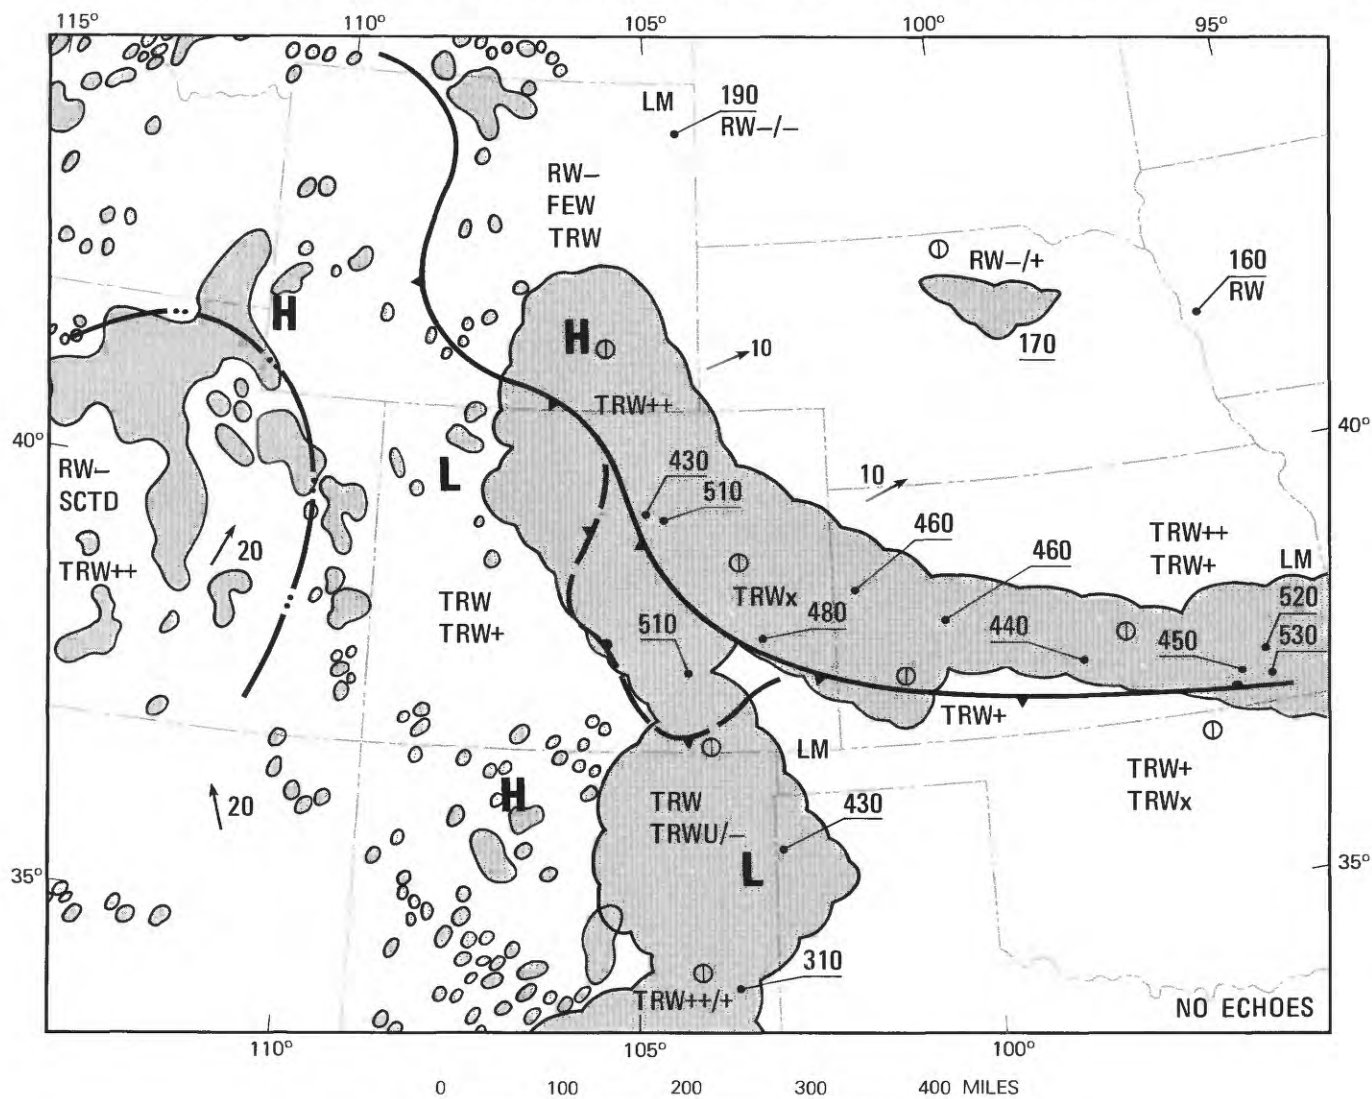 115° 110° 105° 100° 95°
LM 190
RW–/–
RW–
FEW
TRW
RW–/+
160
RW
170
H
H
10
TRW++
40° 40°
RW–
SCTD
L
430
510
10
460
460
TRW++
TRW+
LM
20
TRW++
TRW
TRW+
TRWx
480
510
440
450
520
530
TRW+
LM
TRW+
TRWx
H
20
TRW
TRWU/–
430
L
35° 35°
TRW++/+
310
NO ECHOES
110° 105° 100°
0 100 200 300 400 MILES